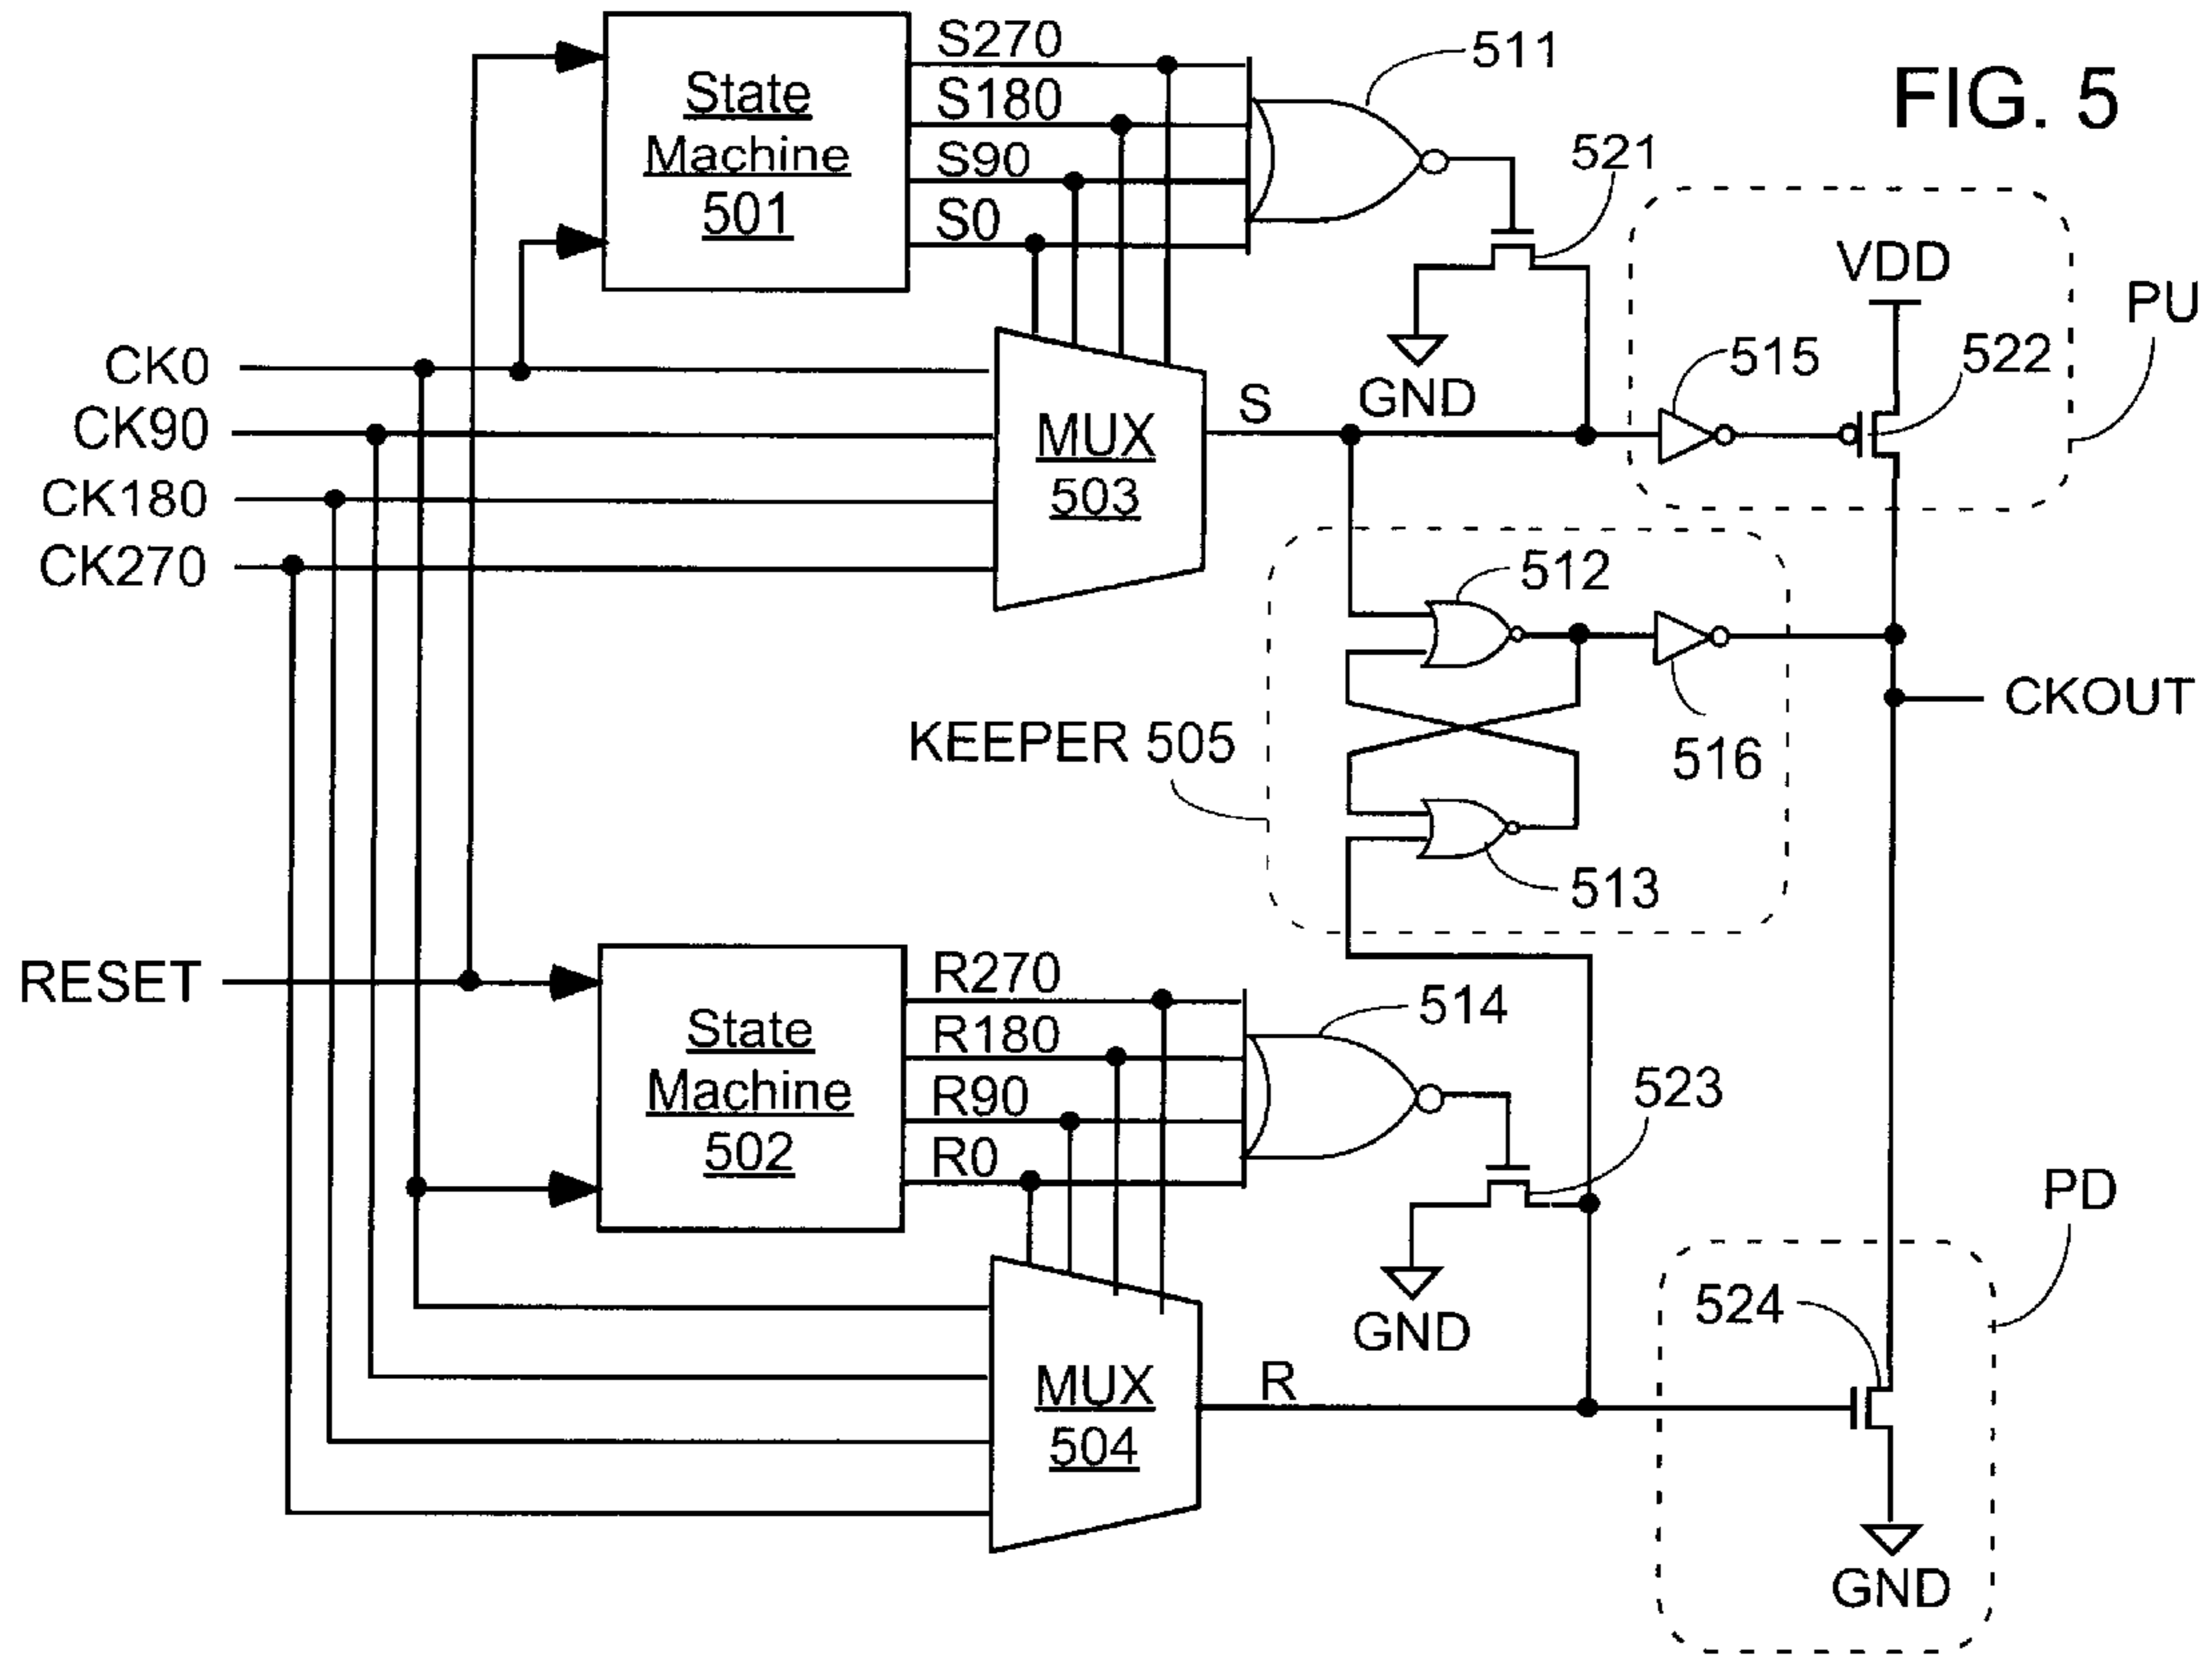 FIG. 5
State
Machine
501
S270
S180
S90
S0
511
521
VDD
PU
515
522
CK0
CK90
CK180
CK270
MUX
503
S
GND
512
516
CKOUT
KEEPER 505
513
RESET
State
Machine
502
R270
R180
R90
R0
514
523
PD
524
GND
MUX
504
R
GND